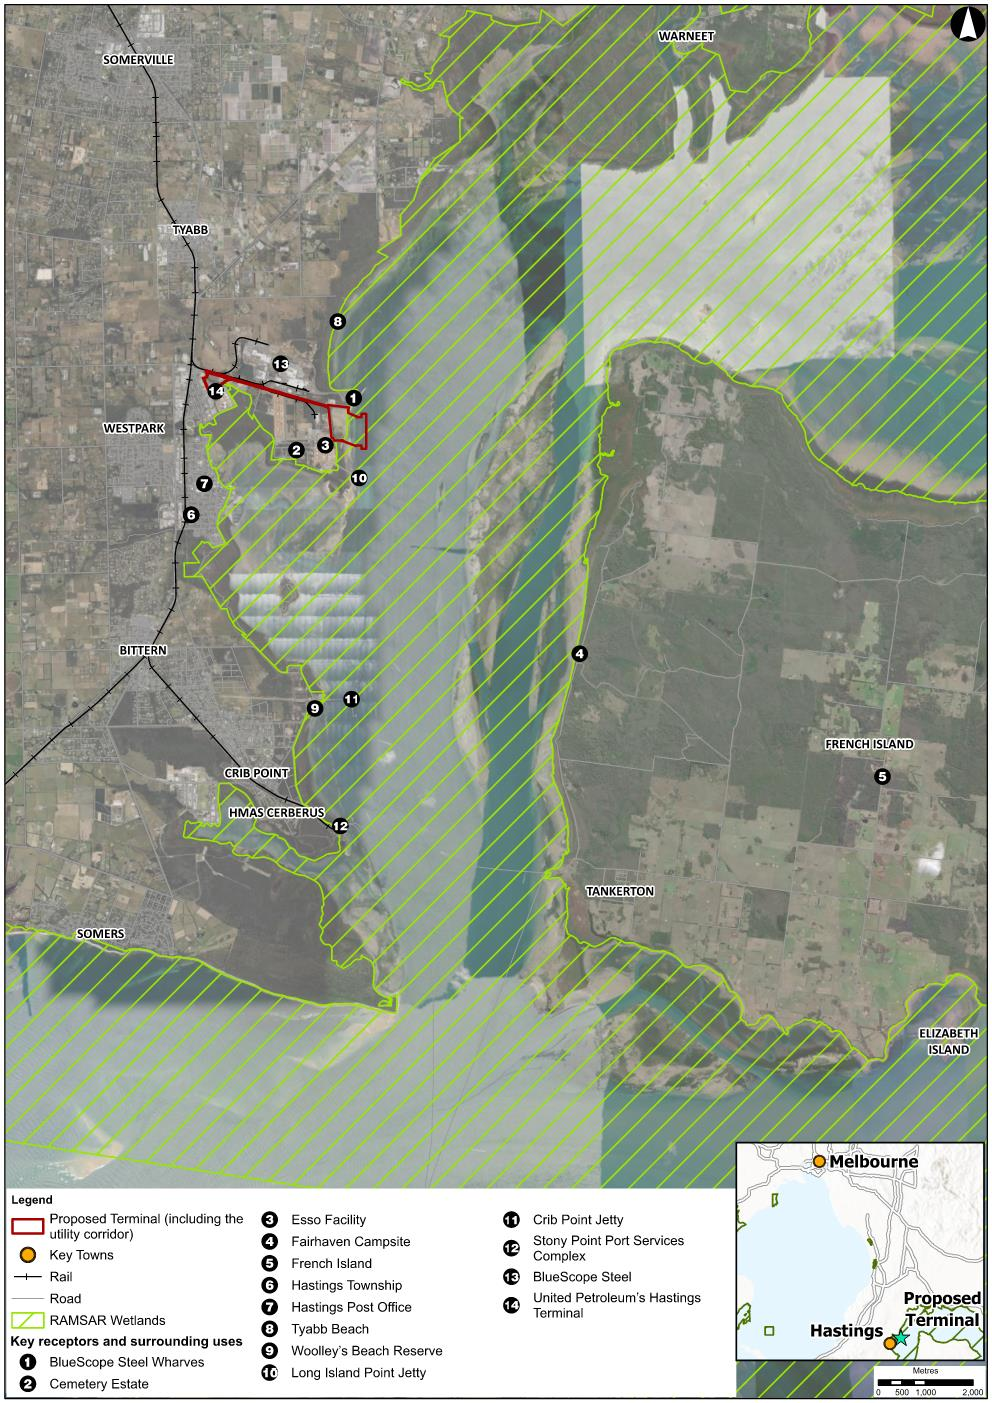 WARNEET
SOMERVILLE
TYABB
8
13
14
1
WESTPARK
3
2
10
7
6
BITTERN
4
11
9
FRENCH ISLAND
5
CRIB POINT
HMAS CERBERUS
12
TANKERTON
SOMERS
ELIZABETH
ISLAND
Legend
Proposed Terminal (including the
utility corridor)
Key Towns
Rail
Road
RAMSAR Wetlands
Key receptors and surrounding uses
1 BlueScope Steel Wharves
2 Cemetery Estate
3 Esso Facility
4 Fairhaven Campsite
5 French Island
6 Hastings Township
7 Hastings Post Office
8 Tyabb Beach
9 Woolley's Beach Reserve
10 Long Island Point Jetty
11 Crib Point Jetty
12 Stony Point Port Services
Complex
13 BlueScope Steel
14 United Petroleum's Hastings
Terminal
Melbourne
Proposed
Terminal
Hastings
Metres
0 500 1,000 2,000